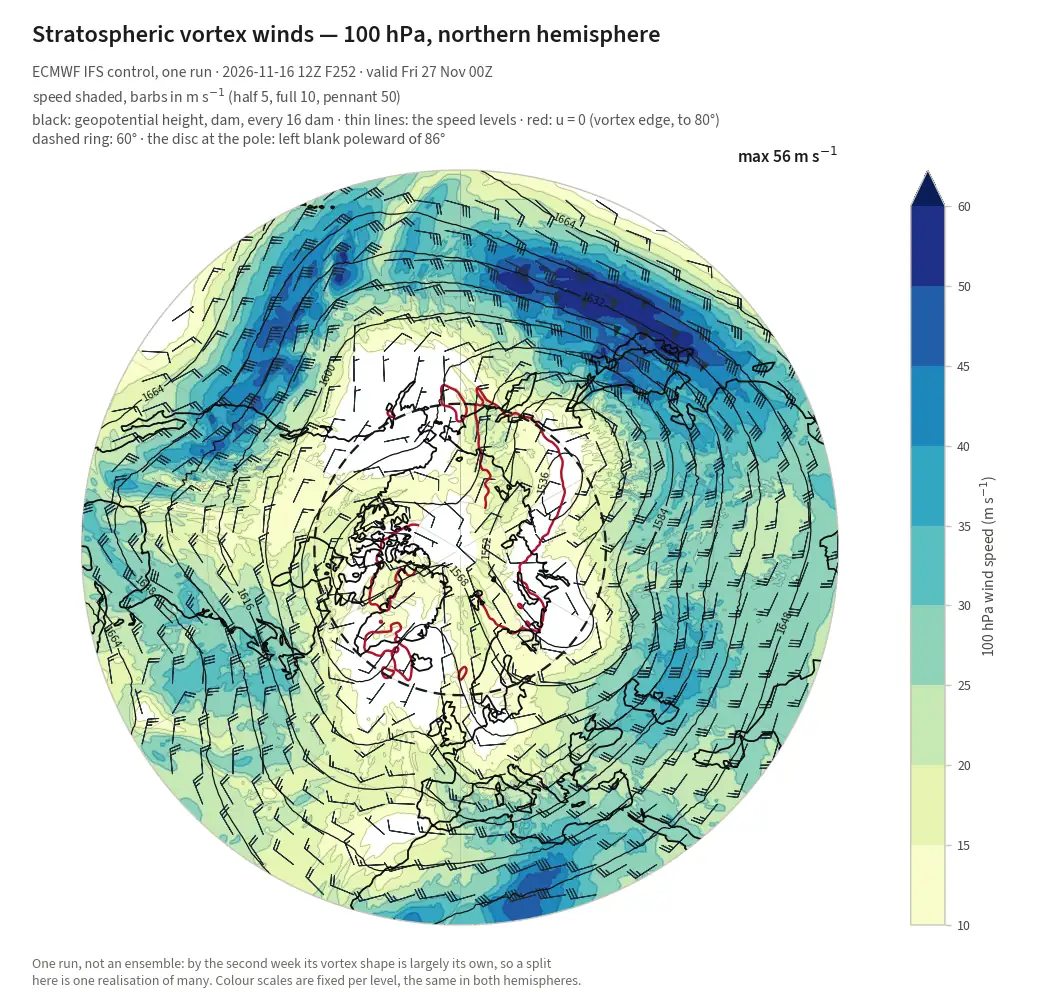 Stratospheric vortex winds — 100 hPa, northern hemisphere
ECMWF IFS control, one run · 2026-11-16 12Z F252 · valid Fri 27 Nov 00Z
speed shaded, barbs in m s⁻¹ (half 5, full 10, pennant 50)
black: geopotential height, dam, every 16 dam · thin lines: the speed levels · red: u = 0 (vortex edge, to 80°)
dashed ring: 60° · the disc at the pole: left blank poleward of 86°
max 56 m s⁻¹
1664
1632
1600
1664
1536
1584
1552
1568
1648
1616
1648
1664
60
50
45
40
35
30
25
20
15
10
100 hPa wind speed (m s⁻¹)
One run, not an ensemble: by the second week its vortex shape is largely its own, so a split
here is one realisation of many. Colour scales are fixed per level, the same in both hemispheres.